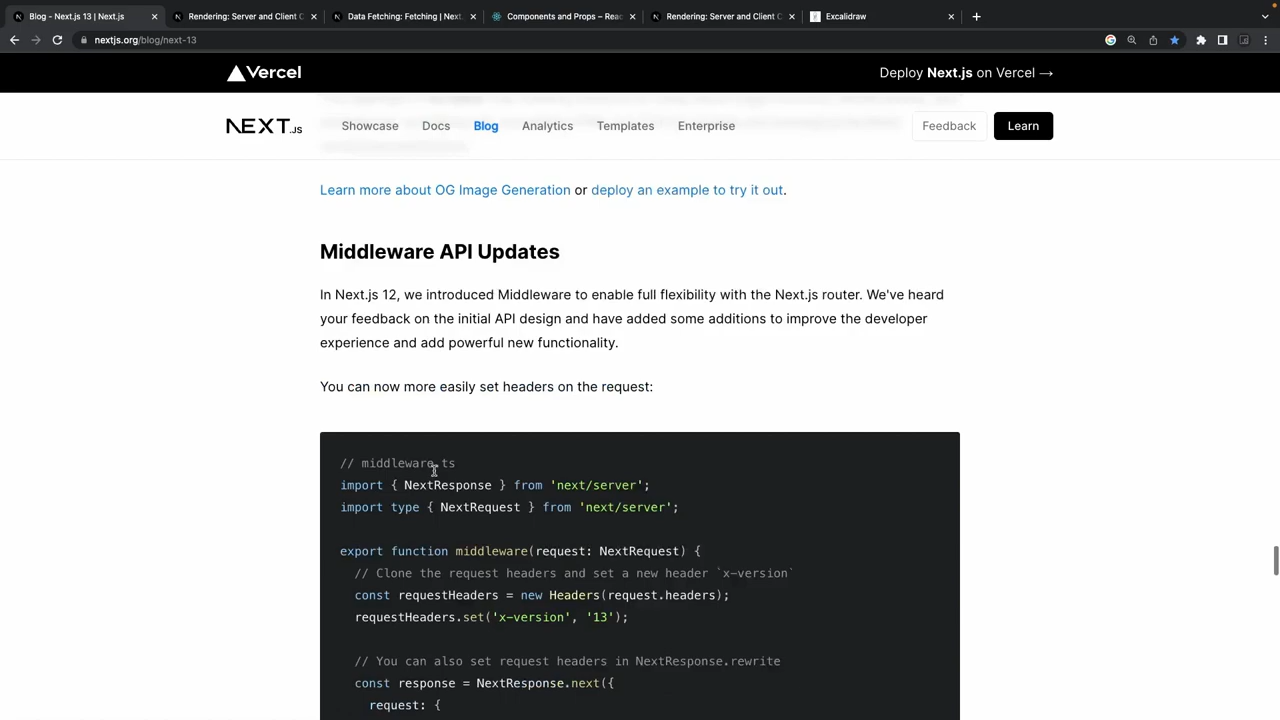 Blog - Next.js 13 | Next.js
Rendering: Server and Client C
Data Fetching: Fetching | Next.
Components and Props – Reac
Rendering: Server and Client C
Excalidraw
nextjs.org/blog/next-13
Vercel
Deploy Next.js on Vercel →
NEXT.JS
Showcase
Docs
Blog
Analytics
Templates
Enterprise
Feedback
Learn
Learn more about OG Image Generation or deploy an example to try it out.
Middleware API Updates
In Next.js 12, we introduced Middleware to enable full flexibility with the Next.js router. We've heard
your feedback on the initial API design and have added some additions to improve the developer
experience and add powerful new functionality.
You can now more easily set headers on the request:
// middleware.ts
import { NextResponse } from 'next/server';
import type { NextRequest } from 'next/server';
export function middleware(request: NextRequest) {
// Clone the request headers and set a new header `x-version`
const requestHeaders = new Headers(request.headers);
requestHeaders.set('x-version', '13');
// You can also set request headers in NextResponse.rewrite
const response = NextResponse.next({
request: {